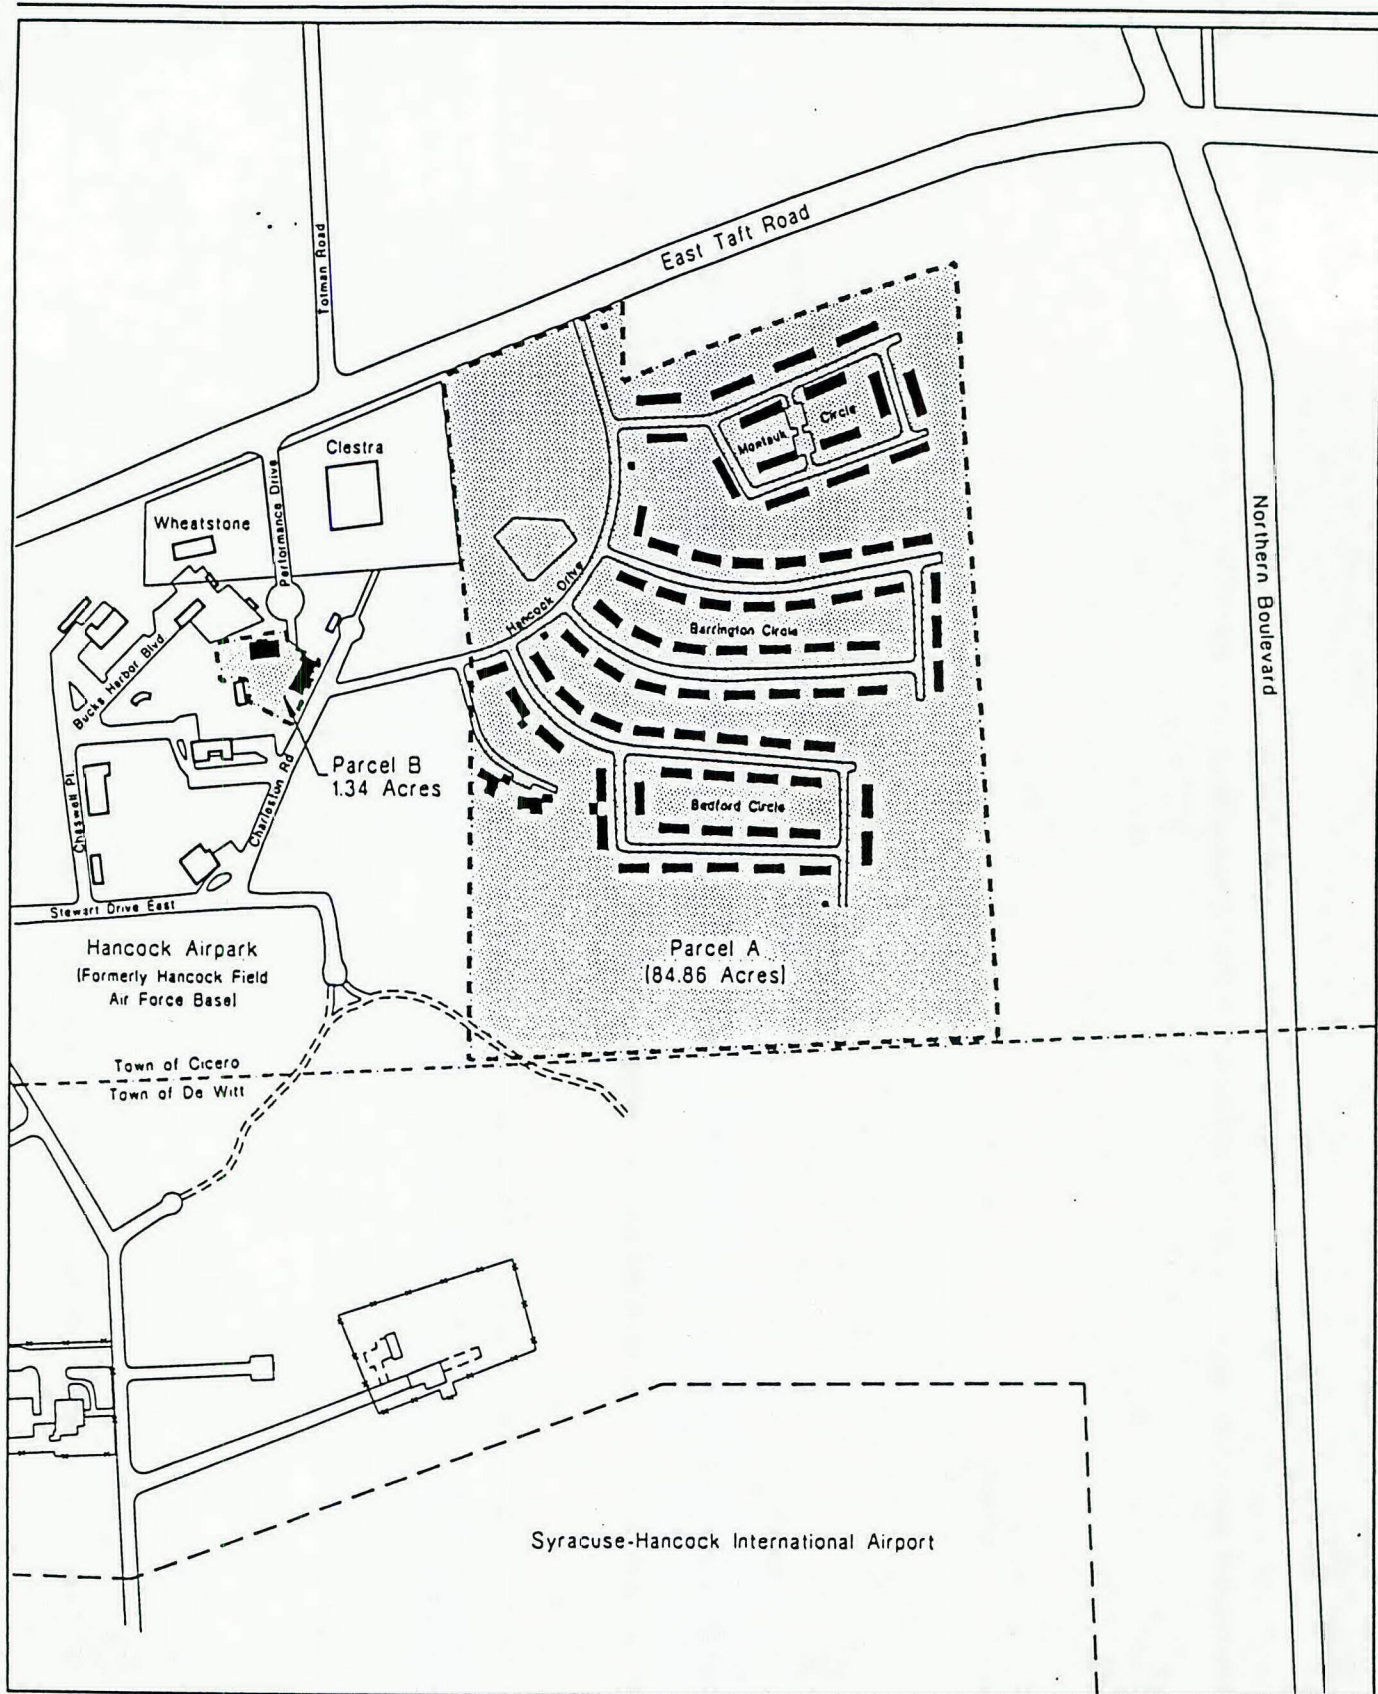 East Taft Road
Totman Road
Clestra
Wheatstone
Performance Drive
Montauk
Circle
Northern Boulevard
Hancock Drive
Barrington Circle
Bucks Harbor Blvd
Parcel B
1.34 Acres
Charleston Rd
Bedford Circle
Chaswell Pl.
Stewart Drive East
Hancock Airpark
(Formerly Hancock Field
Air Force Base)
Parcel A
(84.86 Acres)
Town of Cicero
Town of De Witt
Syracuse-Hancock International Airport